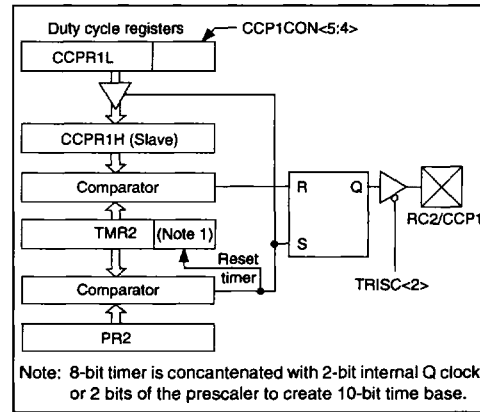 Duty cycle registers
CCP1CON<5:4>
CCPR1L
CCPR1H (Slave)
Comparator
R Q
RC2/CCP1
TMR2 (Note 1)
S
Reset
timer
TRISC<2>
Comparator
PR2
Note: 8-bit timer is concantenated with 2-bit internal Q clock
or 2 bits of the prescaler to create 10-bit time base.